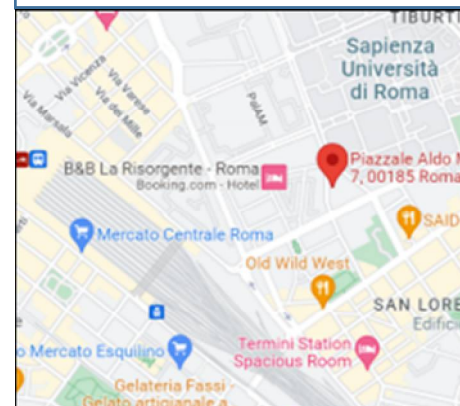 TIBURTI
Sapienza
Università
di Roma
Via Vicenza
Via Varese
Via dei Mille
Via Marsala
PalAM
B&B La Risorgente - Roma
Booking.com - Hotel
Piazzale Aldo M
7, 00185 Roma
SAID
Mercato Centrale Roma
Old Wild West
SAN LORE
Edifici
Termini Station
Spacious Room
o Mercato Esquilino
Gelateria Fassi -
Gelato artigianale a